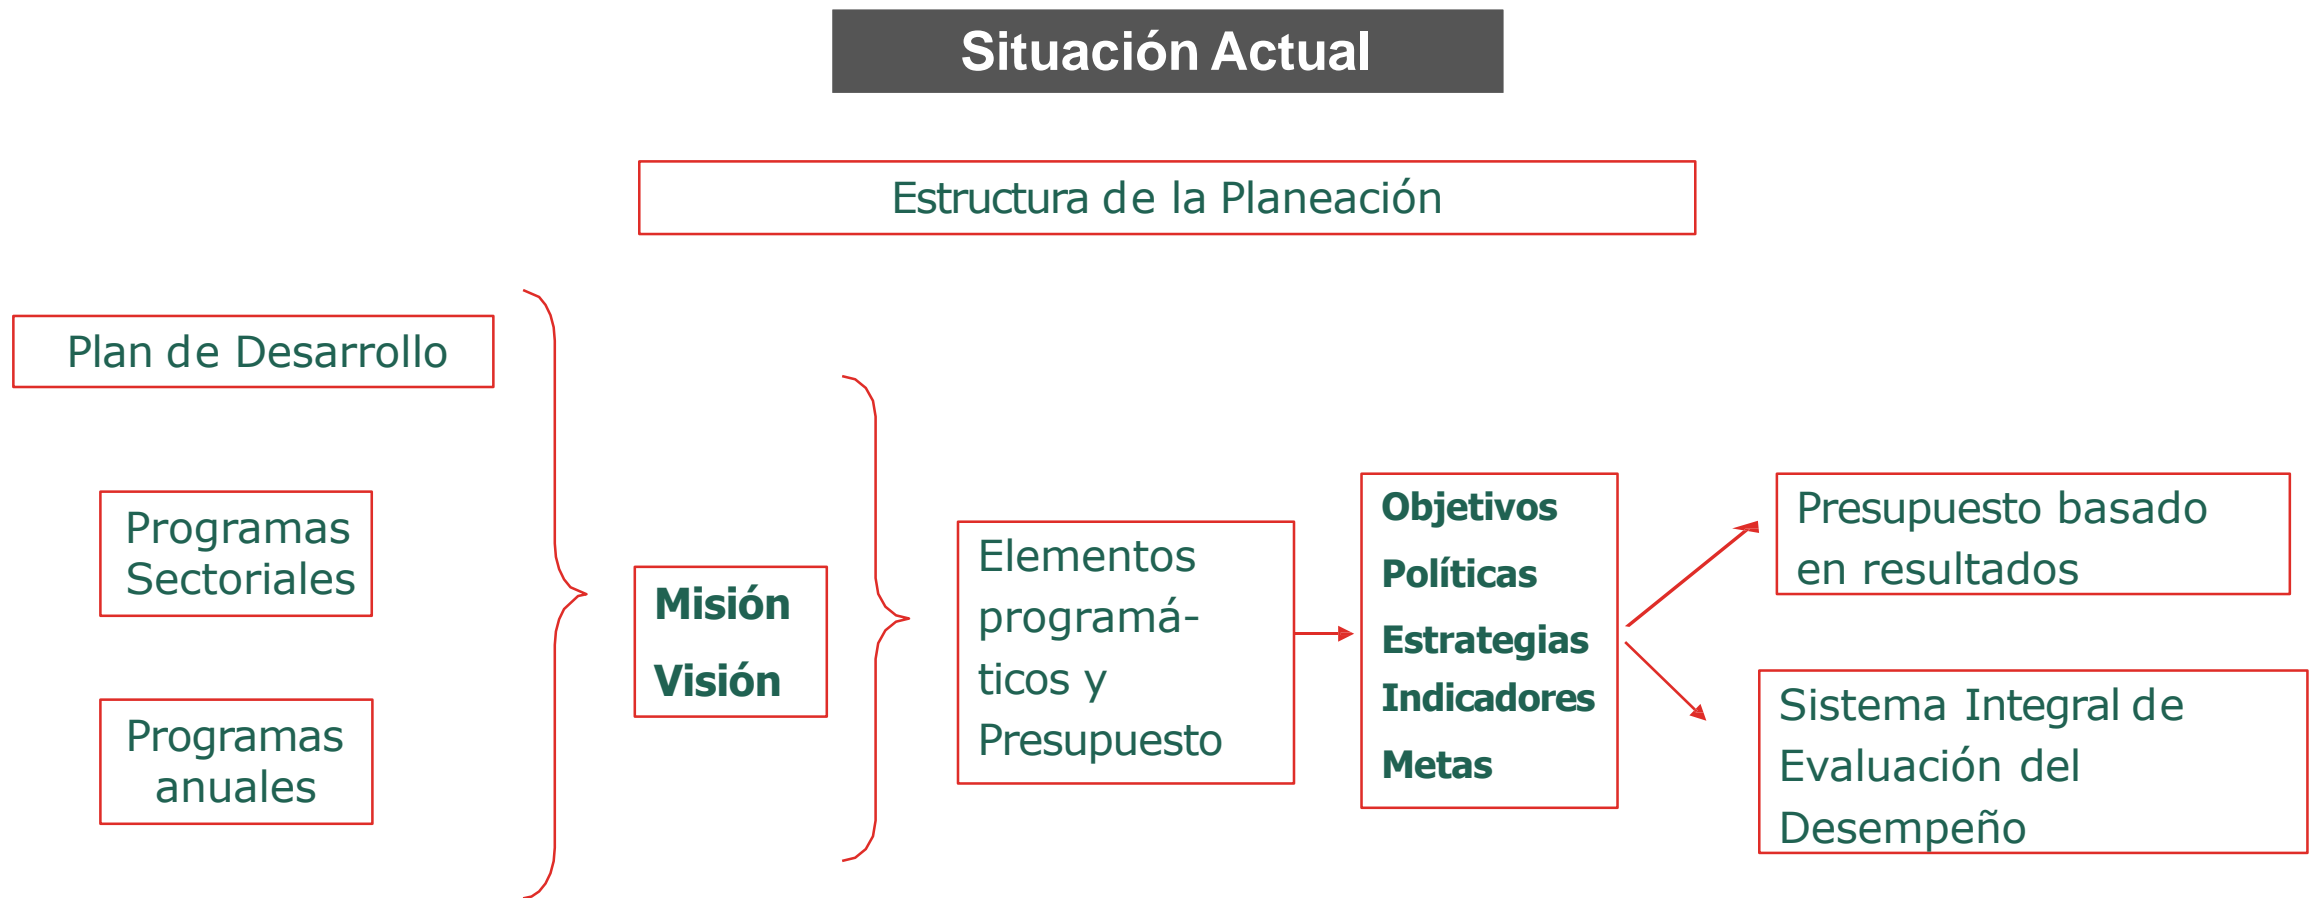 Situación Actual
Estructura de la Planeación
Plan de Desarrollo
Programas
Sectoriales
Programas
anuales
Misión
Visión
Elementos
programá-
ticos y
Presupuesto
Objetivos
Políticas
Estrategias
Indicadores
Metas
Presupuesto basado
en resultados
Sistema Integral de
Evaluación del
Desempeño